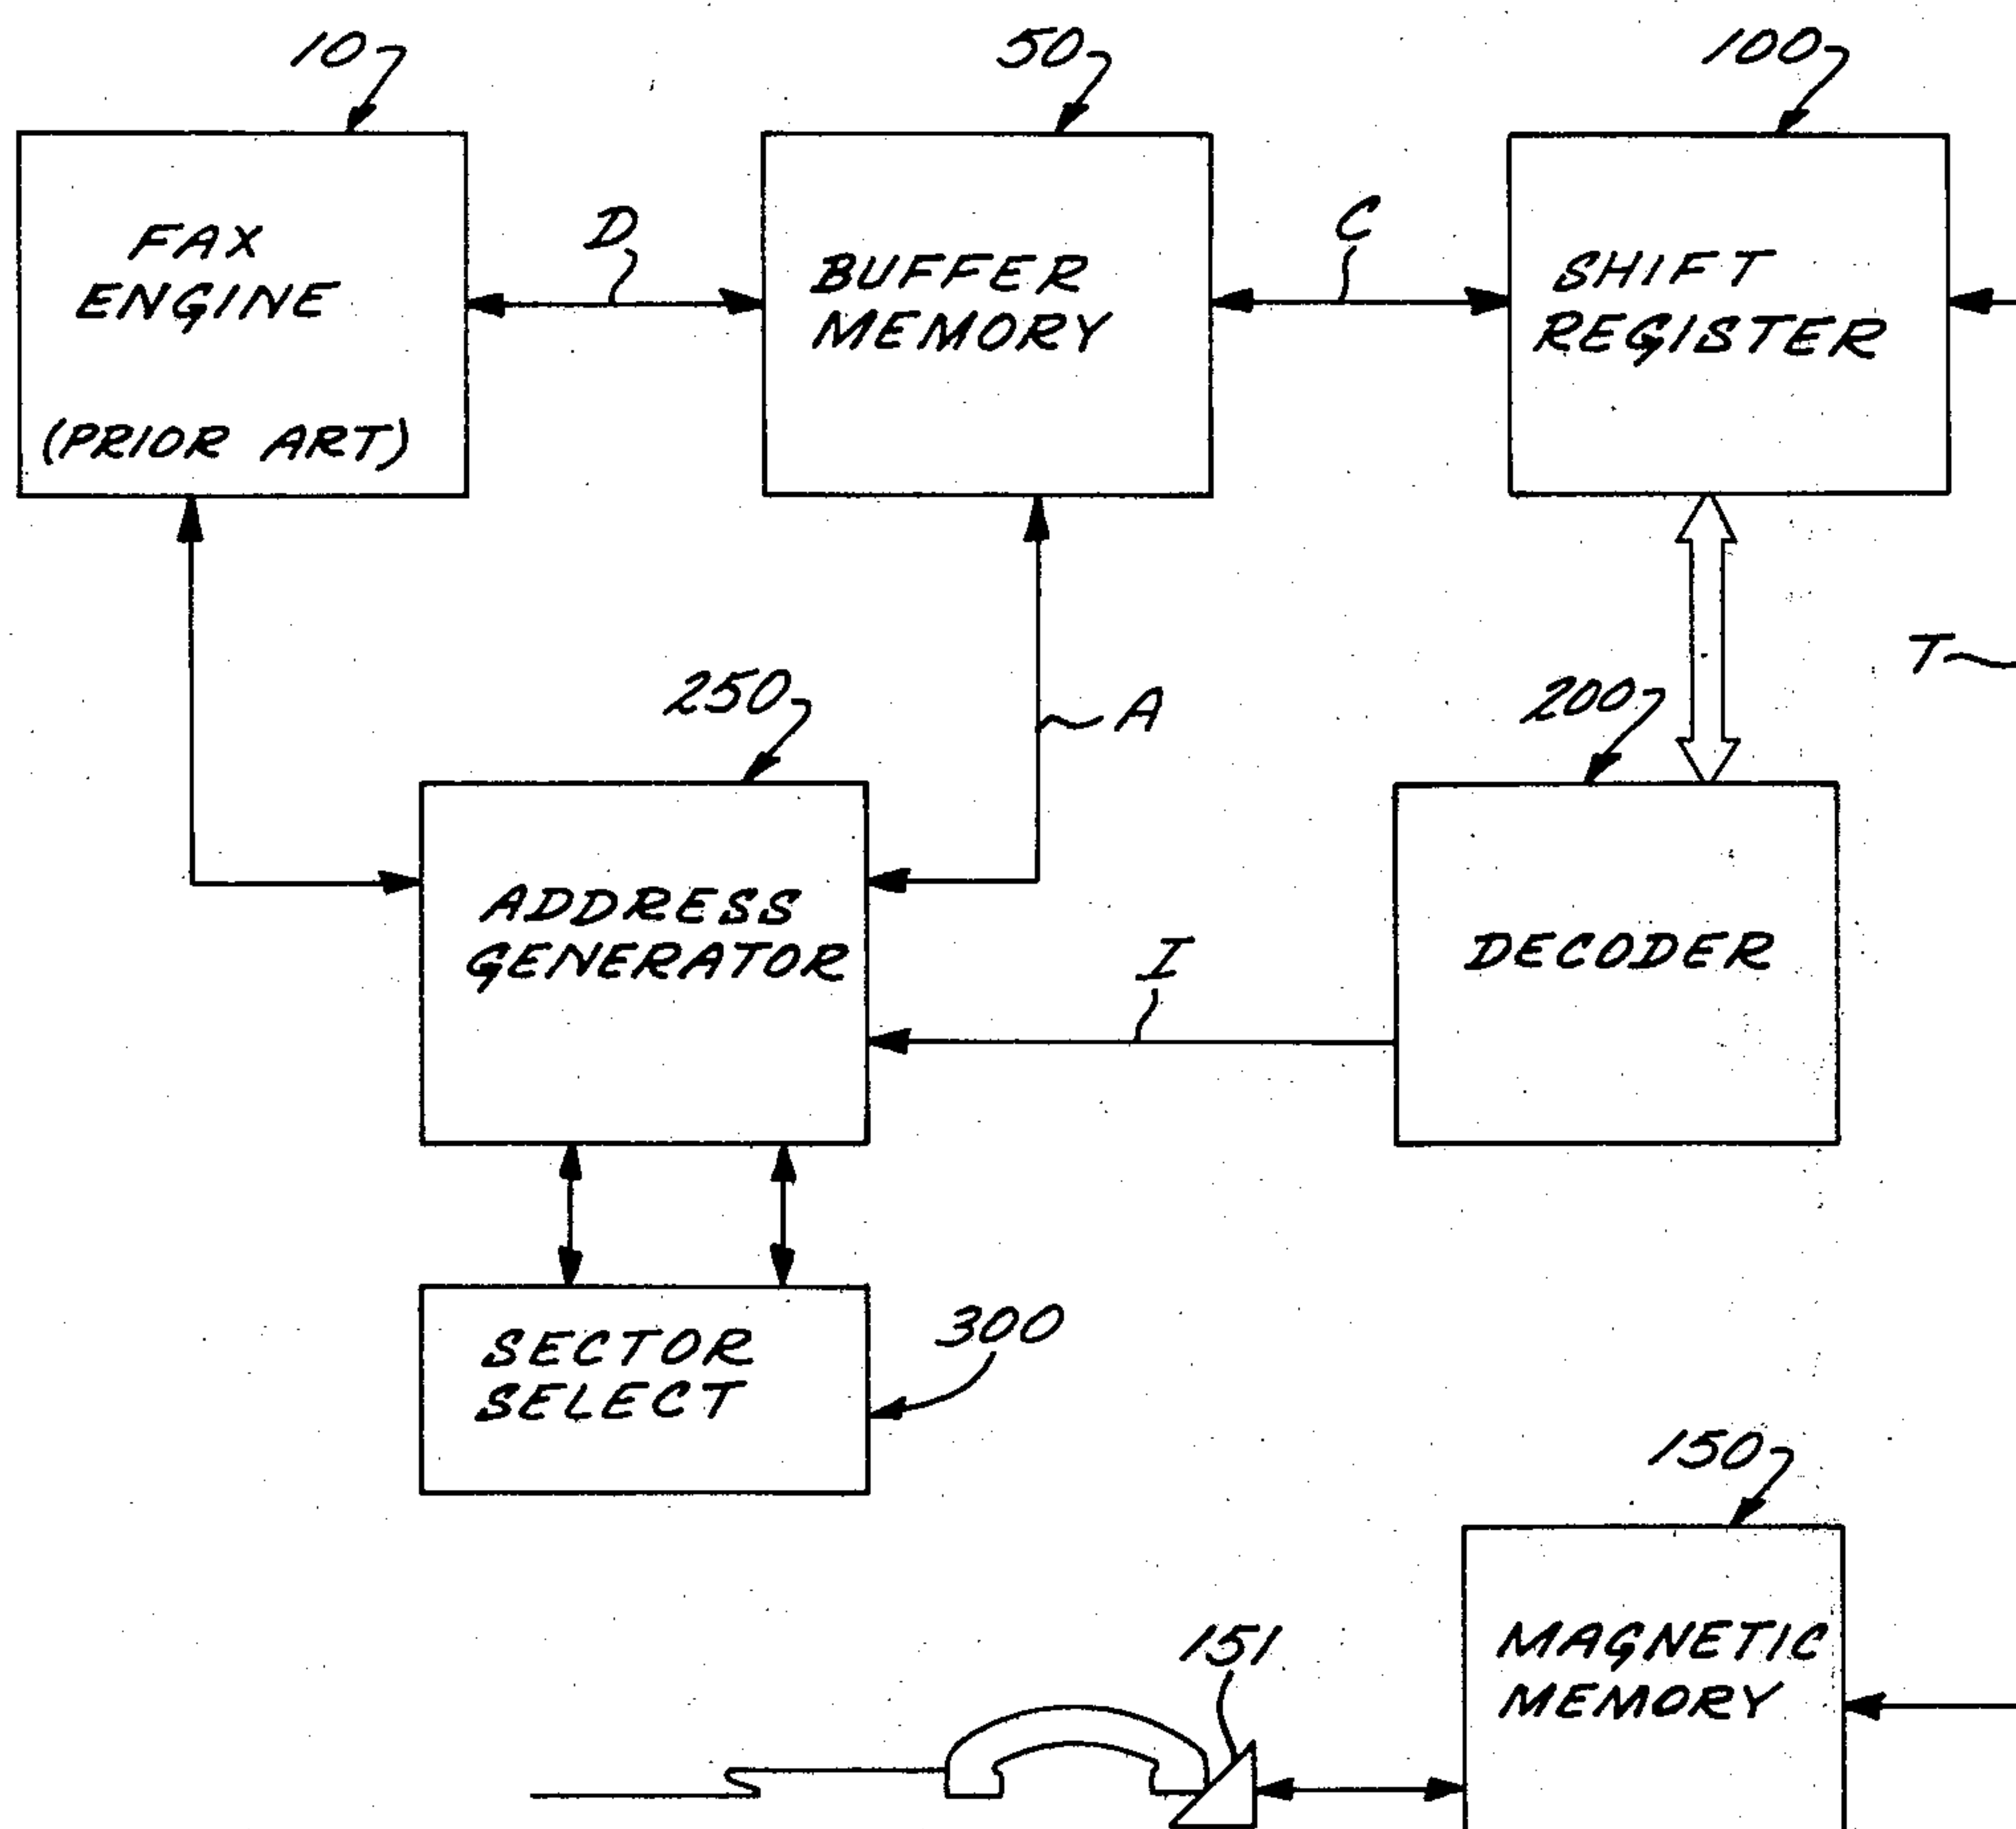 10
50
100
FAX
ENGINE
(PRIOR ART)
D
BUFFER
MEMORY
C
SHIFT
REGISTER
T
250
A
200
ADDRESS
GENERATOR
I
DECODER
SECTOR
SELECT
300
150
151
MAGNETIC
MEMORY